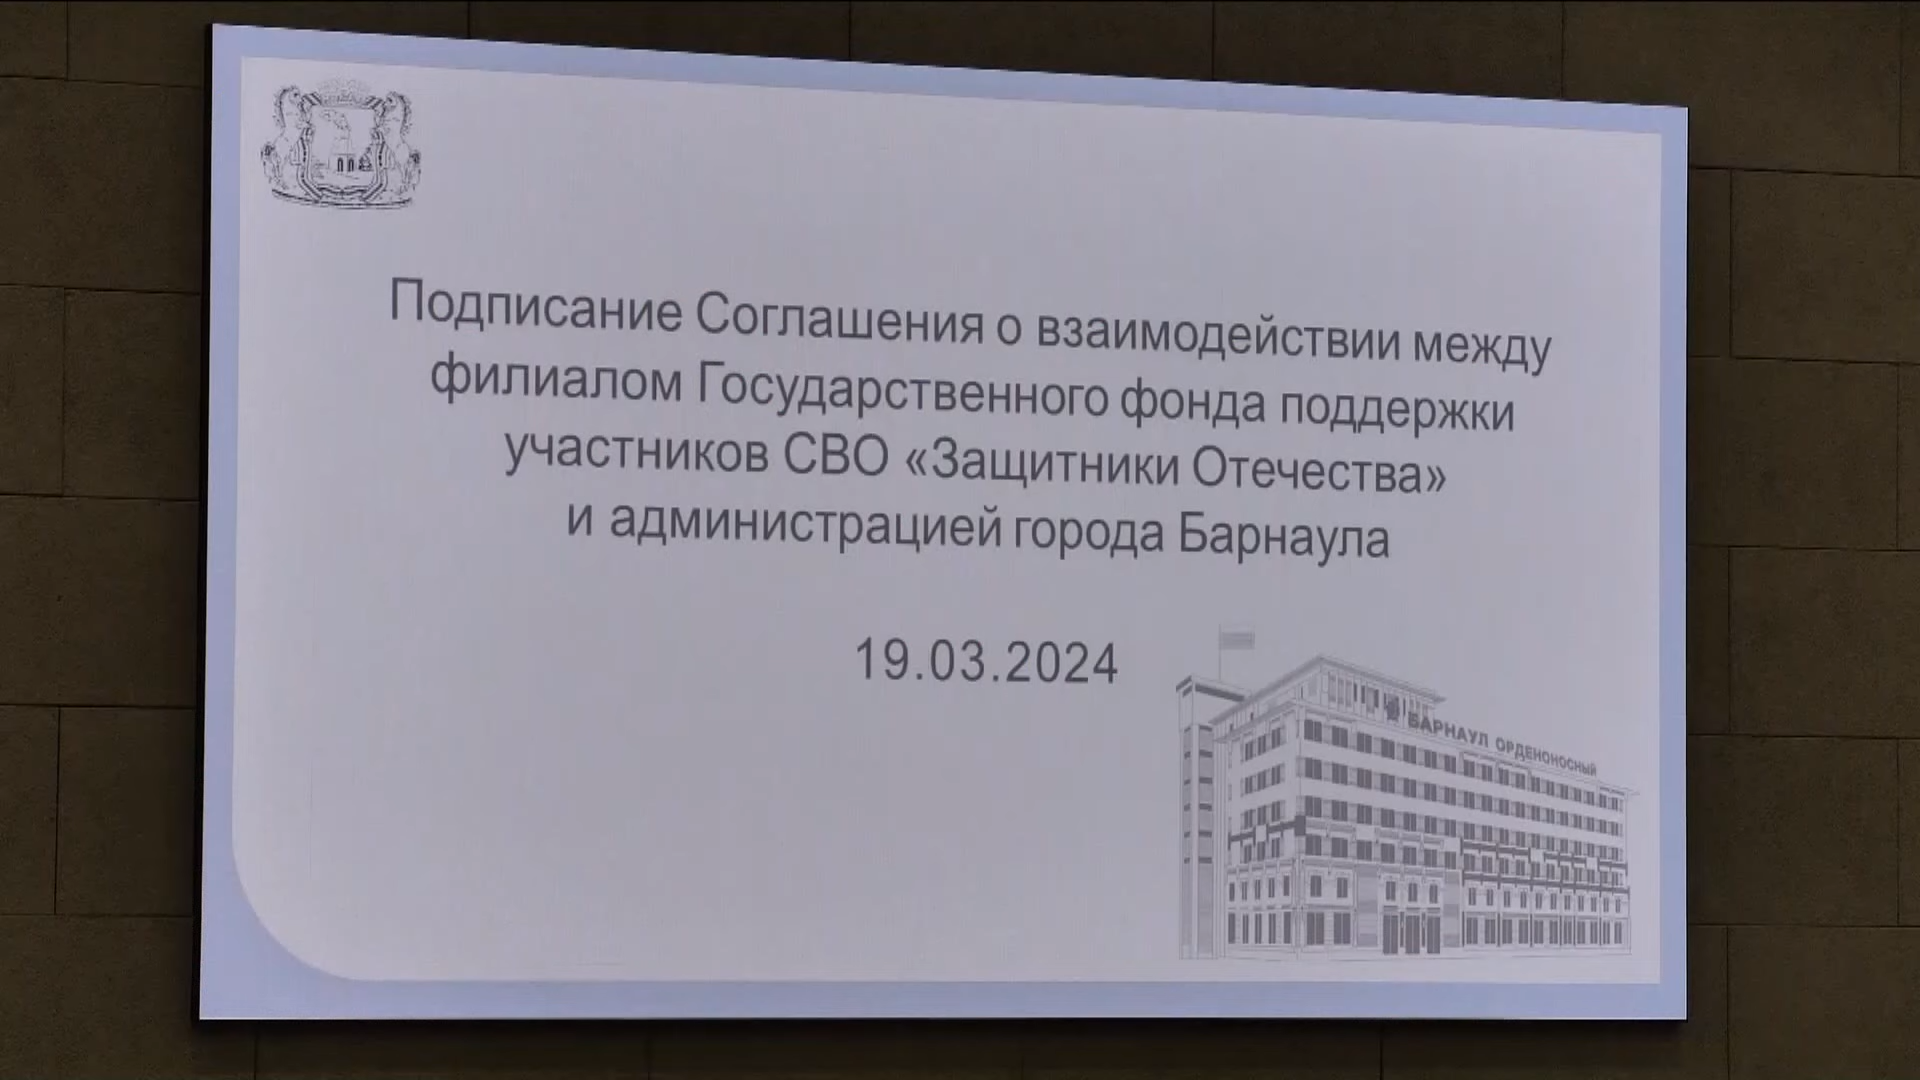 Подписание Соглашения о взаимодействии между
филиалом Государственного фонда поддержки
участников СВО «Защитники Отечества»
и администрацией города Барнаула
19.03.2024
БАРНАУЛ ОРДЕНОНОСНЫЙ